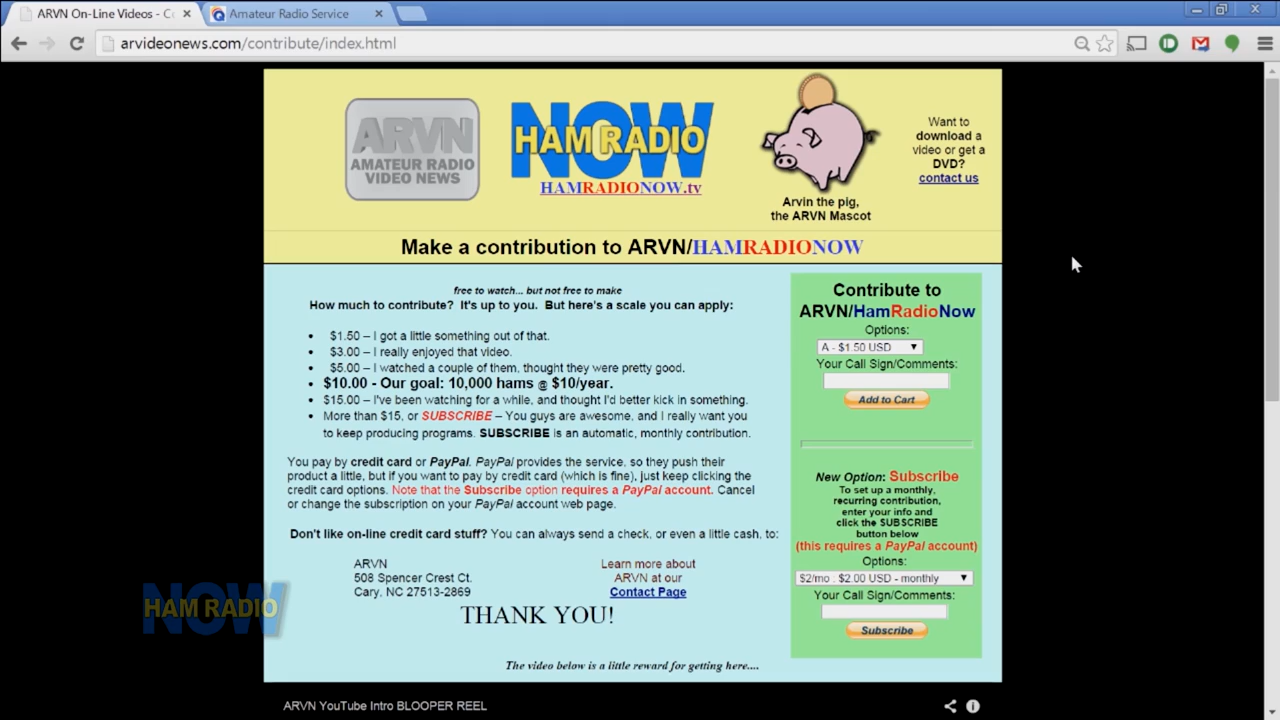 ARVN On-Line Videos - Co
Amateur Radio Service
arvideonews.com/contribute/index.html
ARVN
AMATEUR RADIO
VIDEO NEWS
NOW
HAM RADIO
HAMRADIONOW.tv
Arvin the pig,
the ARVN Mascot
Want to
download a
video or get a
DVD?
contact us
Make a contribution to ARVN/HAMRADIONOW
free to watch... but not free to make
How much to contribute? It's up to you. But here's a scale you can apply:
• $1.50 – I got a little something out of that.
• $3.00 – I really enjoyed that video.
• $5.00 – I watched a couple of them, thought they were pretty good.
• $10.00 - Our goal: 10,000 hams @ $10/year.
• $15.00 – I've been watching for a while, and thought I'd better kick in something.
• More than $15, or SUBSCRIBE – You guys are awesome, and I really want you
to keep producing programs. SUBSCRIBE is an automatic, monthly contribution.
You pay by credit card or PayPal. PayPal provides the service, so they push their
product a little, but if you want to pay by credit card (which is fine), just keep clicking the
credit card options. Note that the Subscribe option requires a PayPal account. Cancel
or change the subscription on your PayPal account web page.
Don't like on-line credit card stuff? You can always send a check, or even a little cash, to:
ARVN
508 Spencer Crest Ct.
Cary, NC 27513-2869
Learn more about
ARVN at our
Contact Page
THANK YOU!
The video below is a little reward for getting here....
Contribute to
ARVN/HamRadioNow
Options:
A - $1.50 USD
Your Call Sign/Comments:
Add to Cart
New Option: Subscribe
To set up a monthly,
recurring contribution,
enter your info and
click the SUBSCRIBE
button below
(this requires a PayPal account)
Options:
$2/mo : $2.00 USD - monthly
Your Call Sign/Comments:
Subscribe
NOW
HAM RADIO
ARVN YouTube Intro BLOOPER REEL